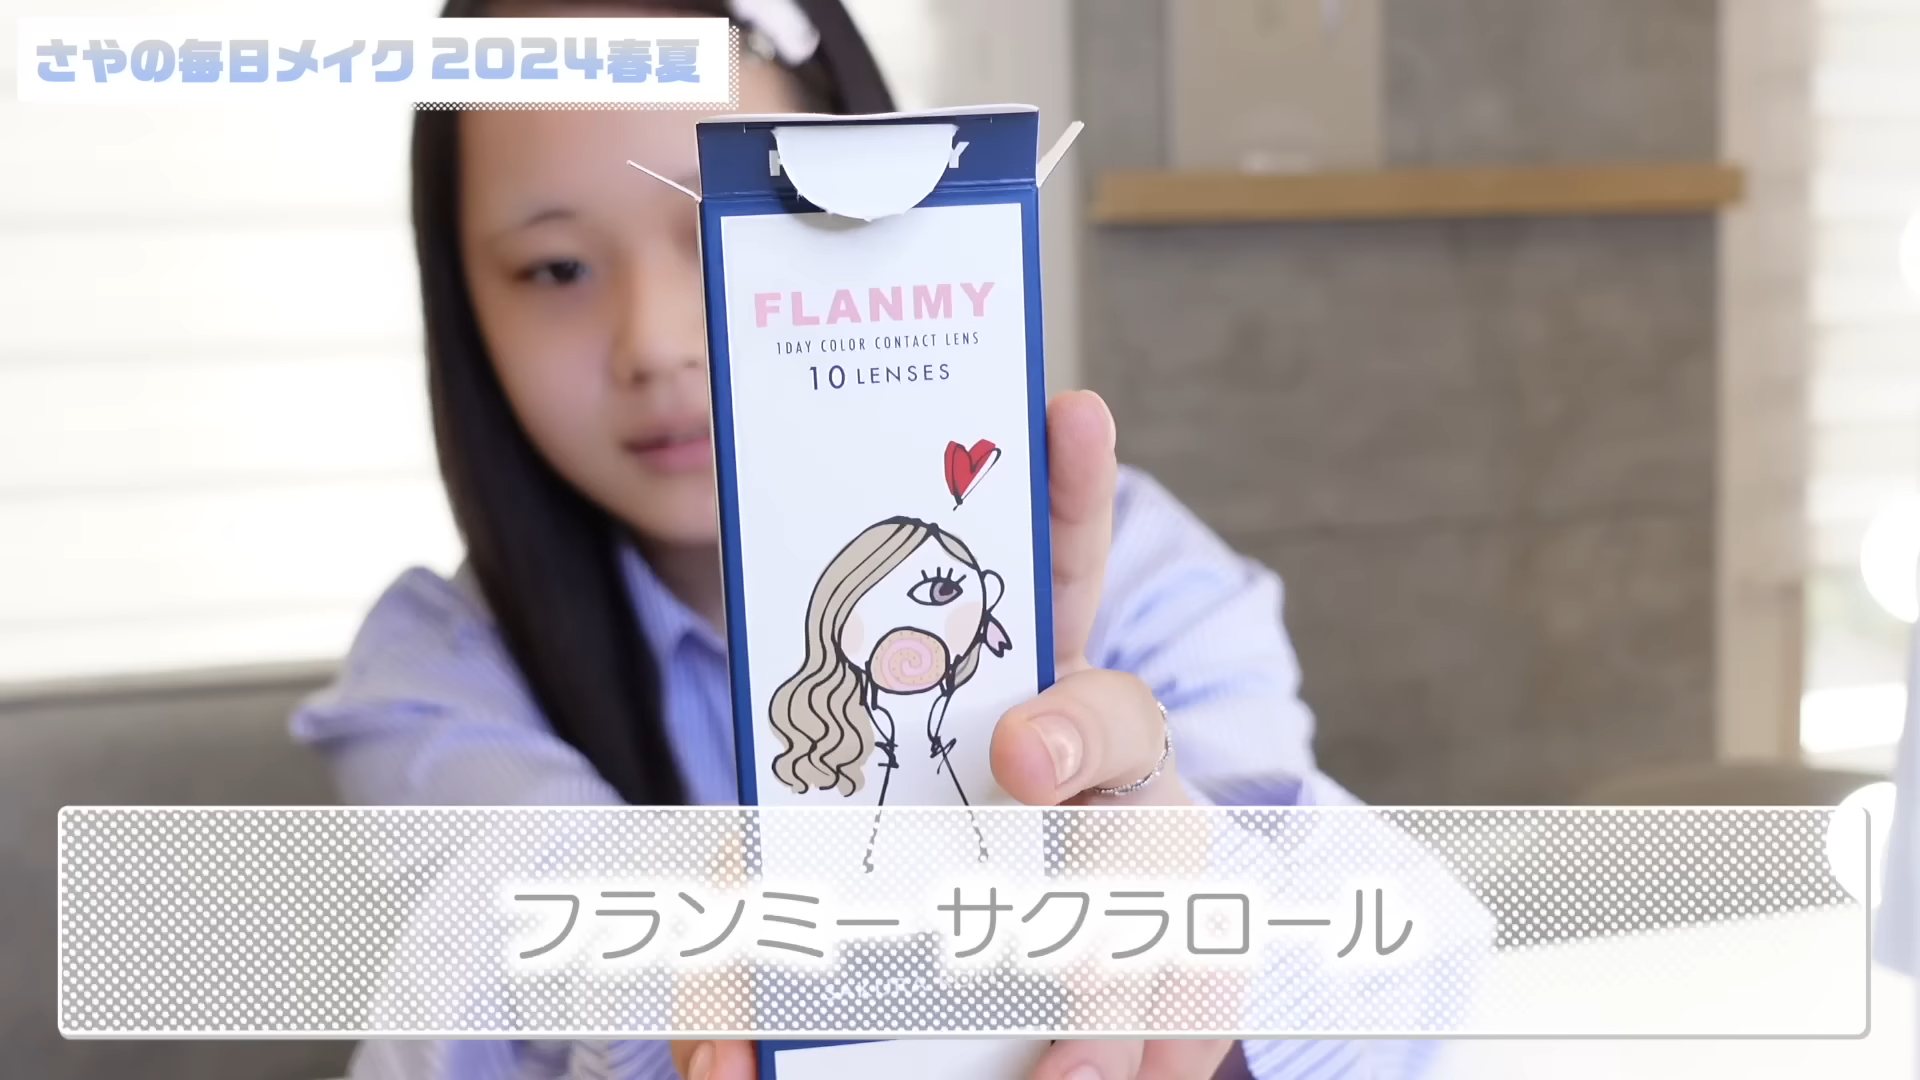 さやの毎日メイク 2024春夏
FLANMY
1DAY COLOR CONTACT LENS
10 LENSES
フランミー サクラロール
SAKURA